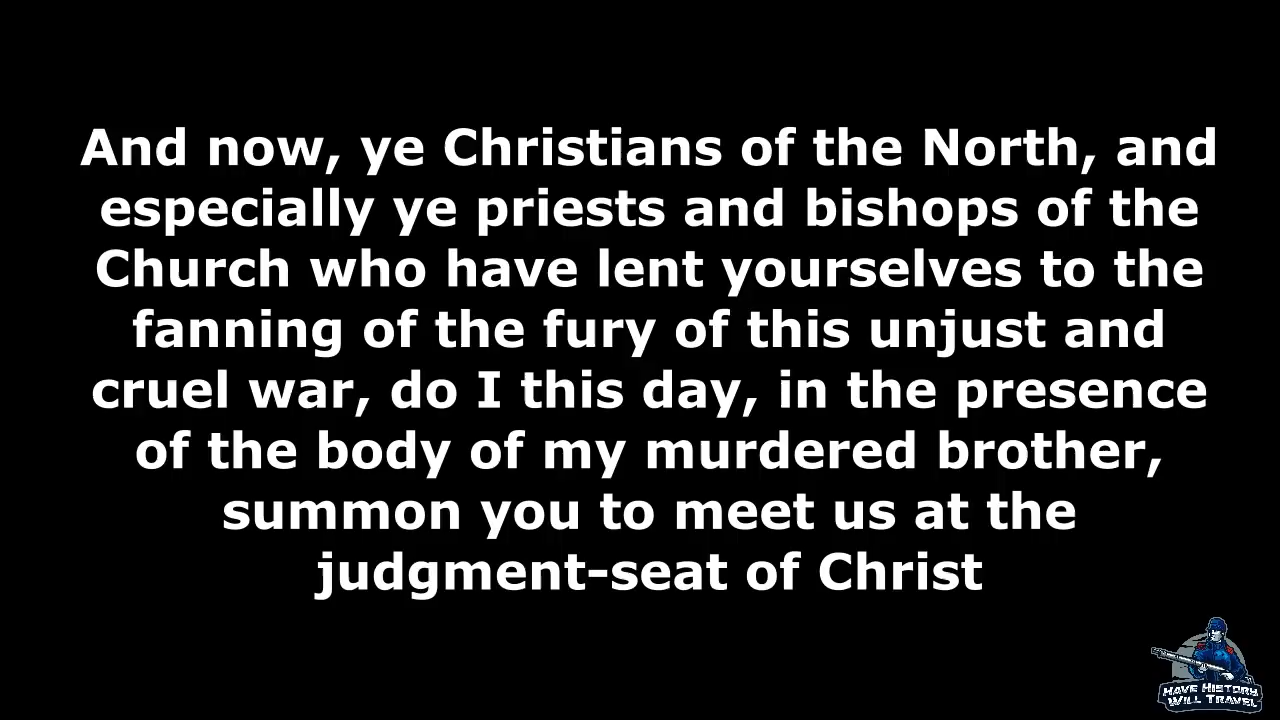 And now, ye Christians of the North, and
especially ye priests and bishops of the
Church who have lent yourselves to the
fanning of the fury of this unjust and
cruel war, do I this day, in the presence
of the body of my murdered brother,
summon you to meet us at the
judgment-seat of Christ
HAVE HISTORY
WILL TRAVEL